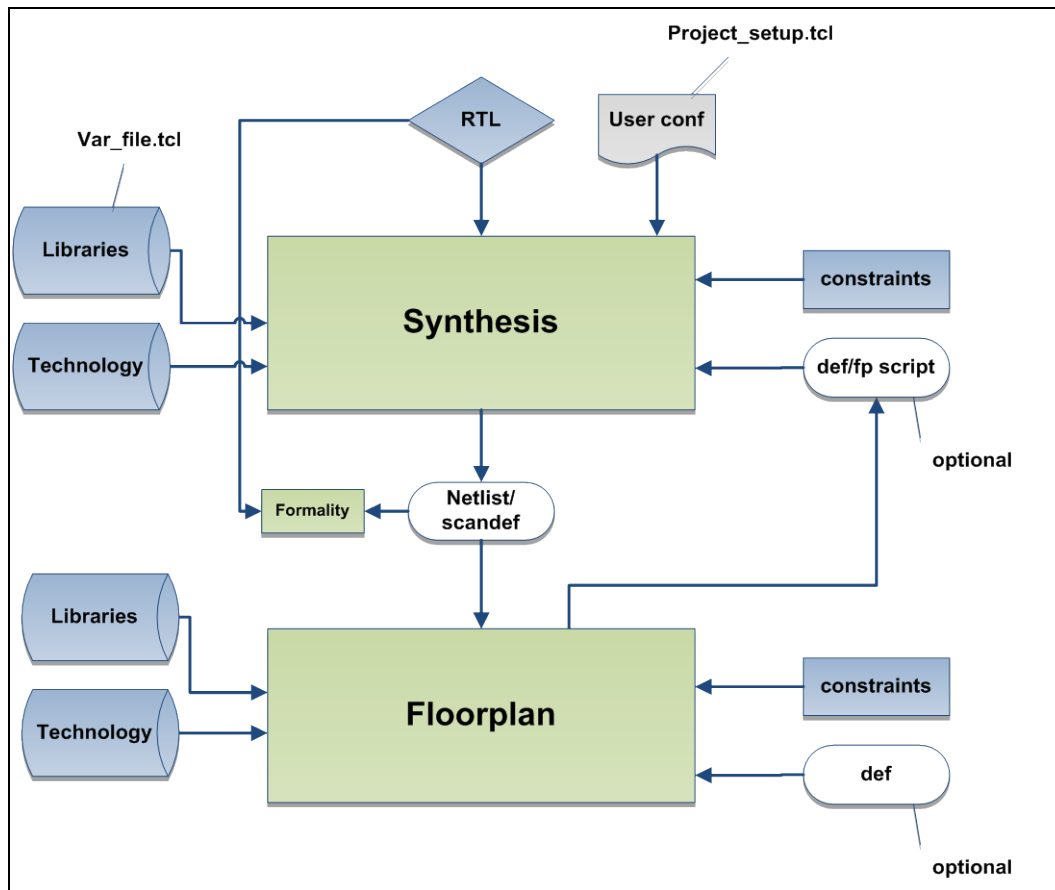 Project_setup.tcl
RTL
User conf
Var_file.tcl
Libraries
constraints
Synthesis
Technology
def/fp script
optional
Formality
Netlist/
scandef
Libraries
constraints
Floorplan
Technology
def
optional